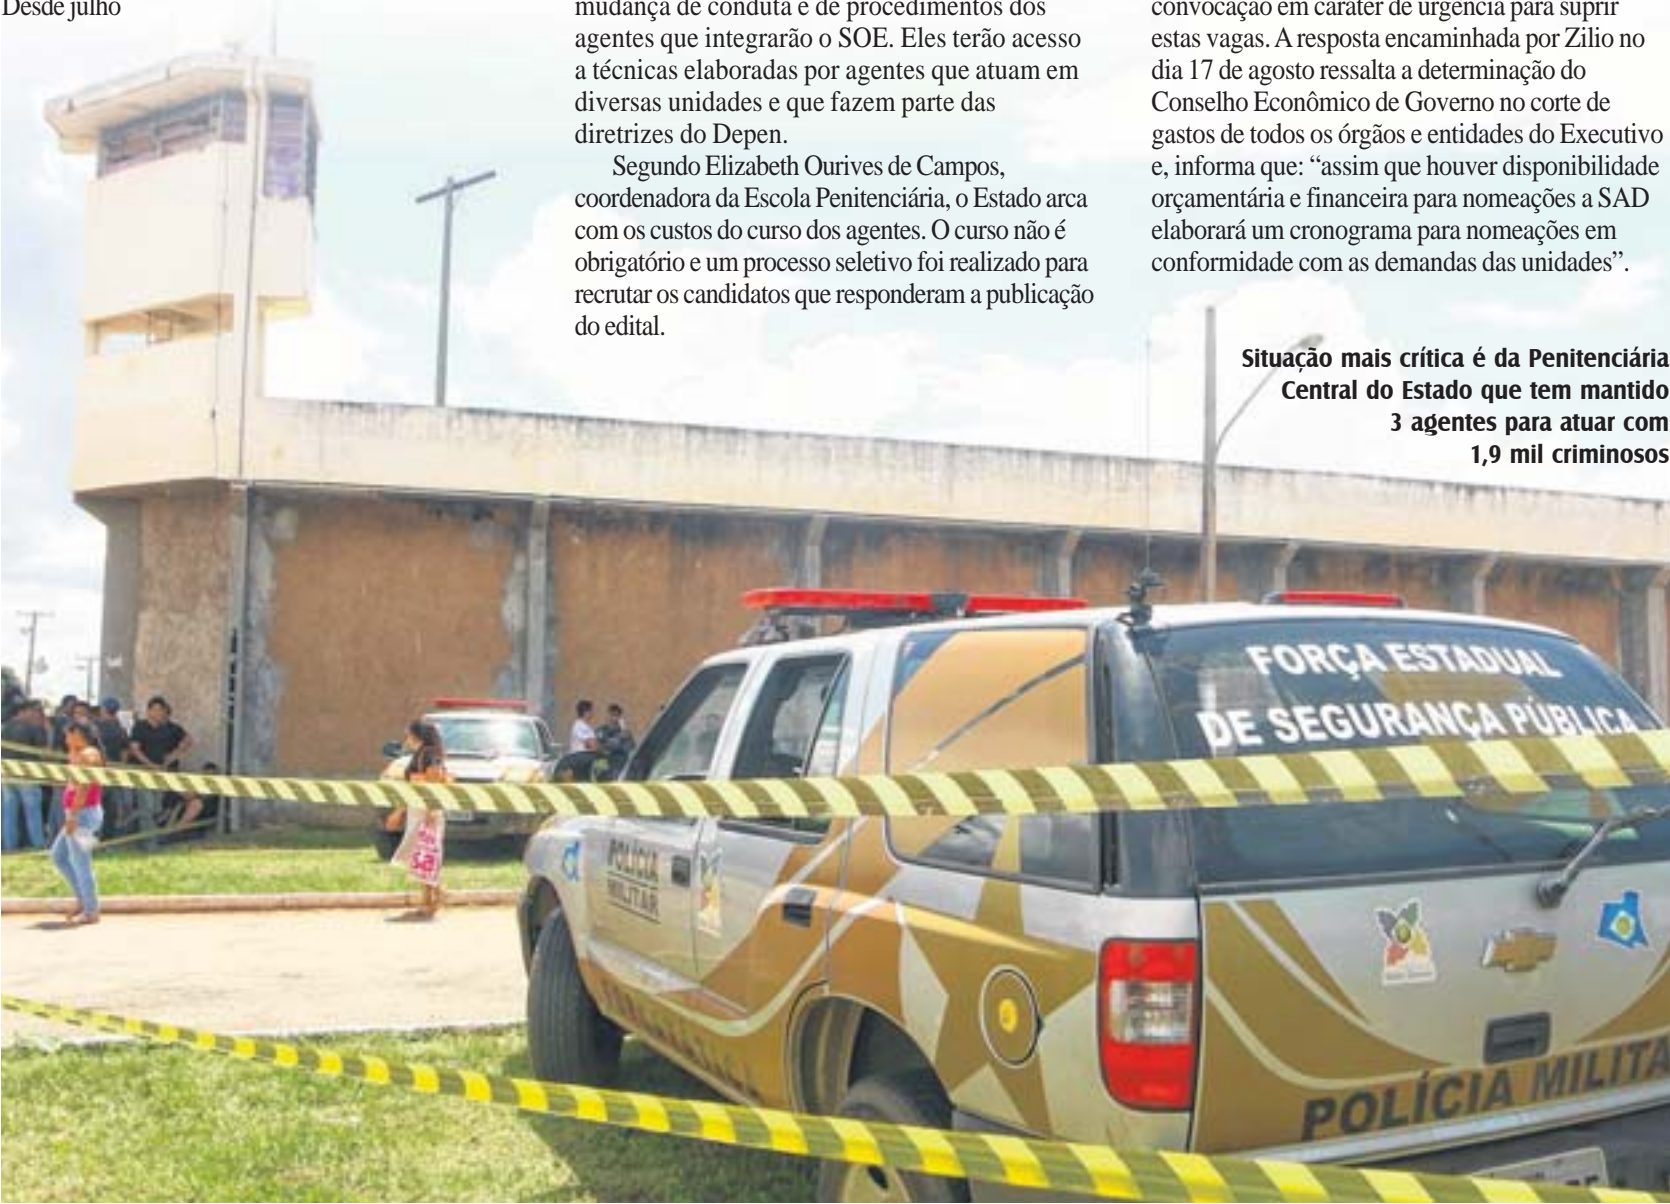 Desde julho
mudança de conduta e de procedimentos dos
agentes que integrarão o SOE. Eles terão acesso
a técnicas elaboradas por agentes que atuam em
diversas unidades e que fazem parte das
diretrizes do Depen.
Segundo Elizabeth Ourives de Campos,
coordenadora da Escola Penitenciária, o Estado arca
com os custos do curso dos agentes. O curso não é
obrigatório e um processo seletivo foi realizado para
recrutar os candidatos que responderam a publicação
do edital.
convocação em caráter de urgência para suprir
estas vagas. A resposta encaminhada por Zilio no
dia 17 de agosto ressalta a determinação do
Conselho Econômico de Governo no corte de
gastos de todos os órgãos e entidades do Executivo
e, informa que: “assim que houver disponibilidade
orçamentária e financeira para nomeações a SAD
elaborará um cronograma para nomeações em
conformidade com as demandas das unidades”.
Situação mais crítica é da Penitenciária
Central do Estado que tem mantido
3 agentes para atuar com
1,9 mil criminosos
FORÇA ESTADUAL
DE SEGURANÇA PÚBLICA
POLÍCIA
MILITAR
POLÍCIA MILITA